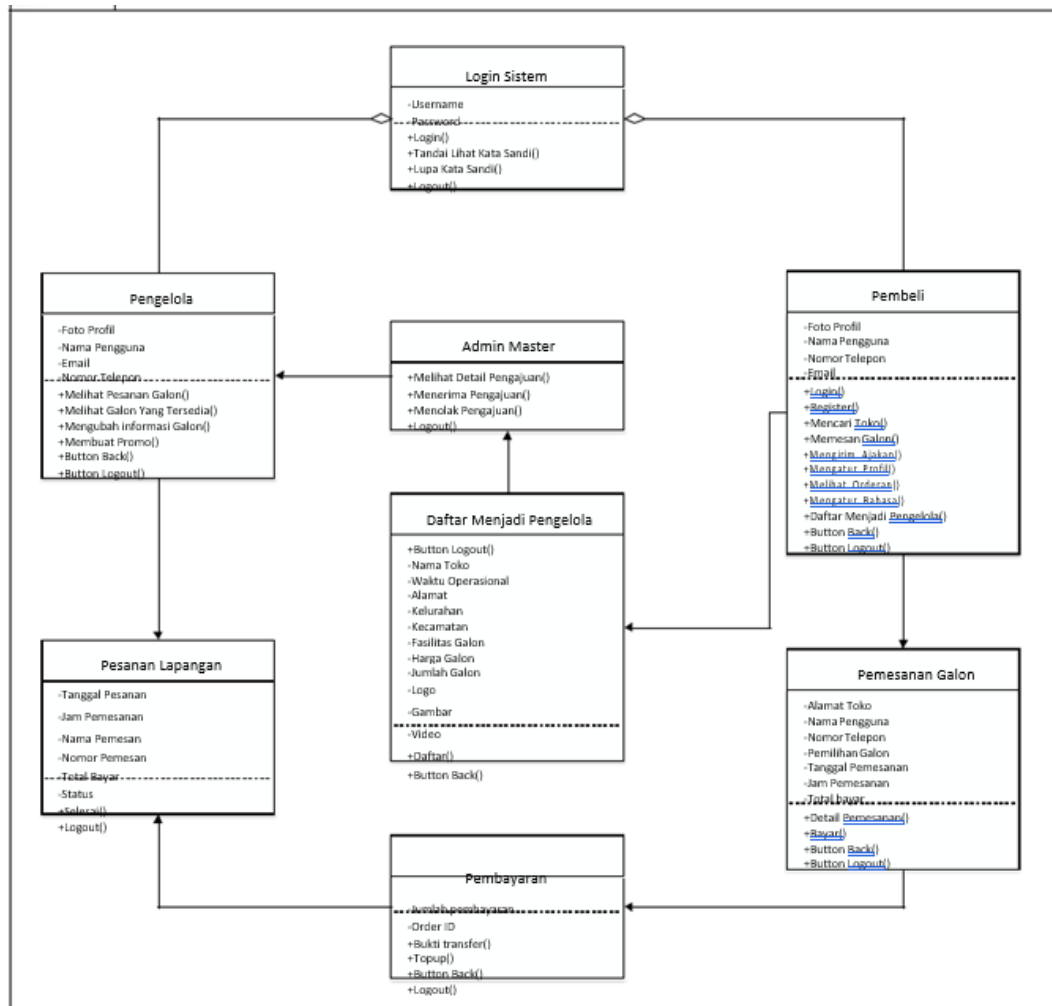 Login Sistem
-Username
-Password
+Login()
+Tandai Lihat Kata Sandi()
+Lupa Kata Sandi()
+Logout()
Pengelola
-Foto Profil
-Nama Pengguna
-Email
-Nomor Telepon
+Melihat Pesanan Galon()
+Melihat Galon Yang Tersedia()
+Mengubah informasi Galon()
+Membuat Promo()
+Button Back()
+Button Logout()
Admin Master
+Melihat Detail Pengajuan()
+Menerima Pengajuan()
+Menolak Pengajuan()
+Logout()
Pembeli
-Foto Profil
-Nama Pengguna
-Nomor Telepon
-Email
+Login()
+Register()
+Mencari Toko()
+Memesan Galon()
+Mengirim Ajakan()
+Mengatur Profil()
+Melihat Orderan()
+Mengatur Bahasa()
+Daftar Menjadi Pengelola()
+Button Back()
+Button Logout()
Daftar Menjadi Pengelola
+Button Logout()
-Nama Toko
-Waktu Operasional
-Alamat
-Kelurahan
-Kecamatan
-Fasilitas Galon
-Harga Galon
-Jumlah Galon
-Logo
-Gambar
-Video
+Daftar()
+Button Back()
Pesanan Lapangan
-Tanggal Pesanan
-Jam Pemesanan
-Nama Pemesan
-Nomor Pemesan
-Total Bayar
-Status
+Selesai()
+Logout()
Pemesanan Galon
-Alamat Toko
-Nama Pengguna
-Nomor Telepon
-Pemilihan Galon
-Tanggal Pemesanan
-Jam Pemesanan
-Total bayar
+Detail Pemesanan()
+Bayar()
+Button Back()
+Button Logout()
Pembayaran
-Jumlah pembayaran
-Order ID
+Bukti transfer()
+Topup()
+Button Back()
+Logout()